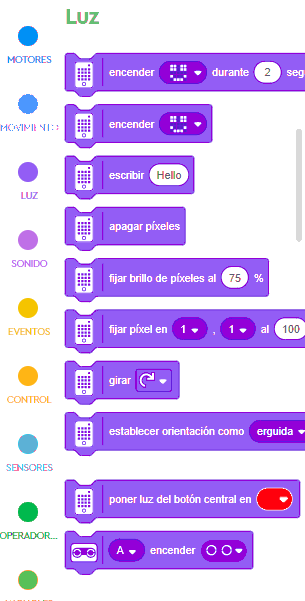 Luz
MOTORES
encender durante 2 seg
MOVIMIENT
encender
LUZ
escribir Hello
apagar píxeles
SONIDO
fijar brillo de píxeles al 75 %
EVENTOS
fijar píxel en 1 , 1 al 100
CONTROL
girar
establecer orientación como erguida
SENSORES
poner luz del botón central en
OPERADOR...
A encender